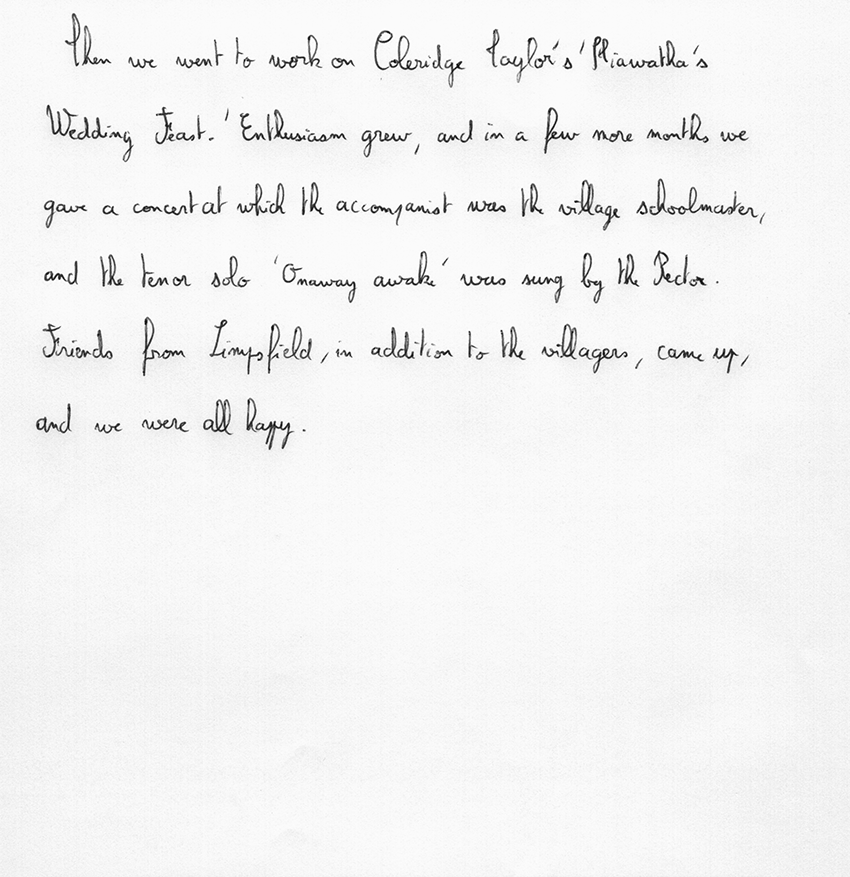 Then we went to work on Coleridge Taylor's 'Hiawatha's
Wedding Feast.' Enthusiasm grew, and in a few more months we
gave a concert at which the accompanist was the village schoolmaster,
and the tenor solo 'Onaway awake' was sung by the Rector.
Friends from Limpsfield, in addition to the villagers, came up,
and we were all happy.